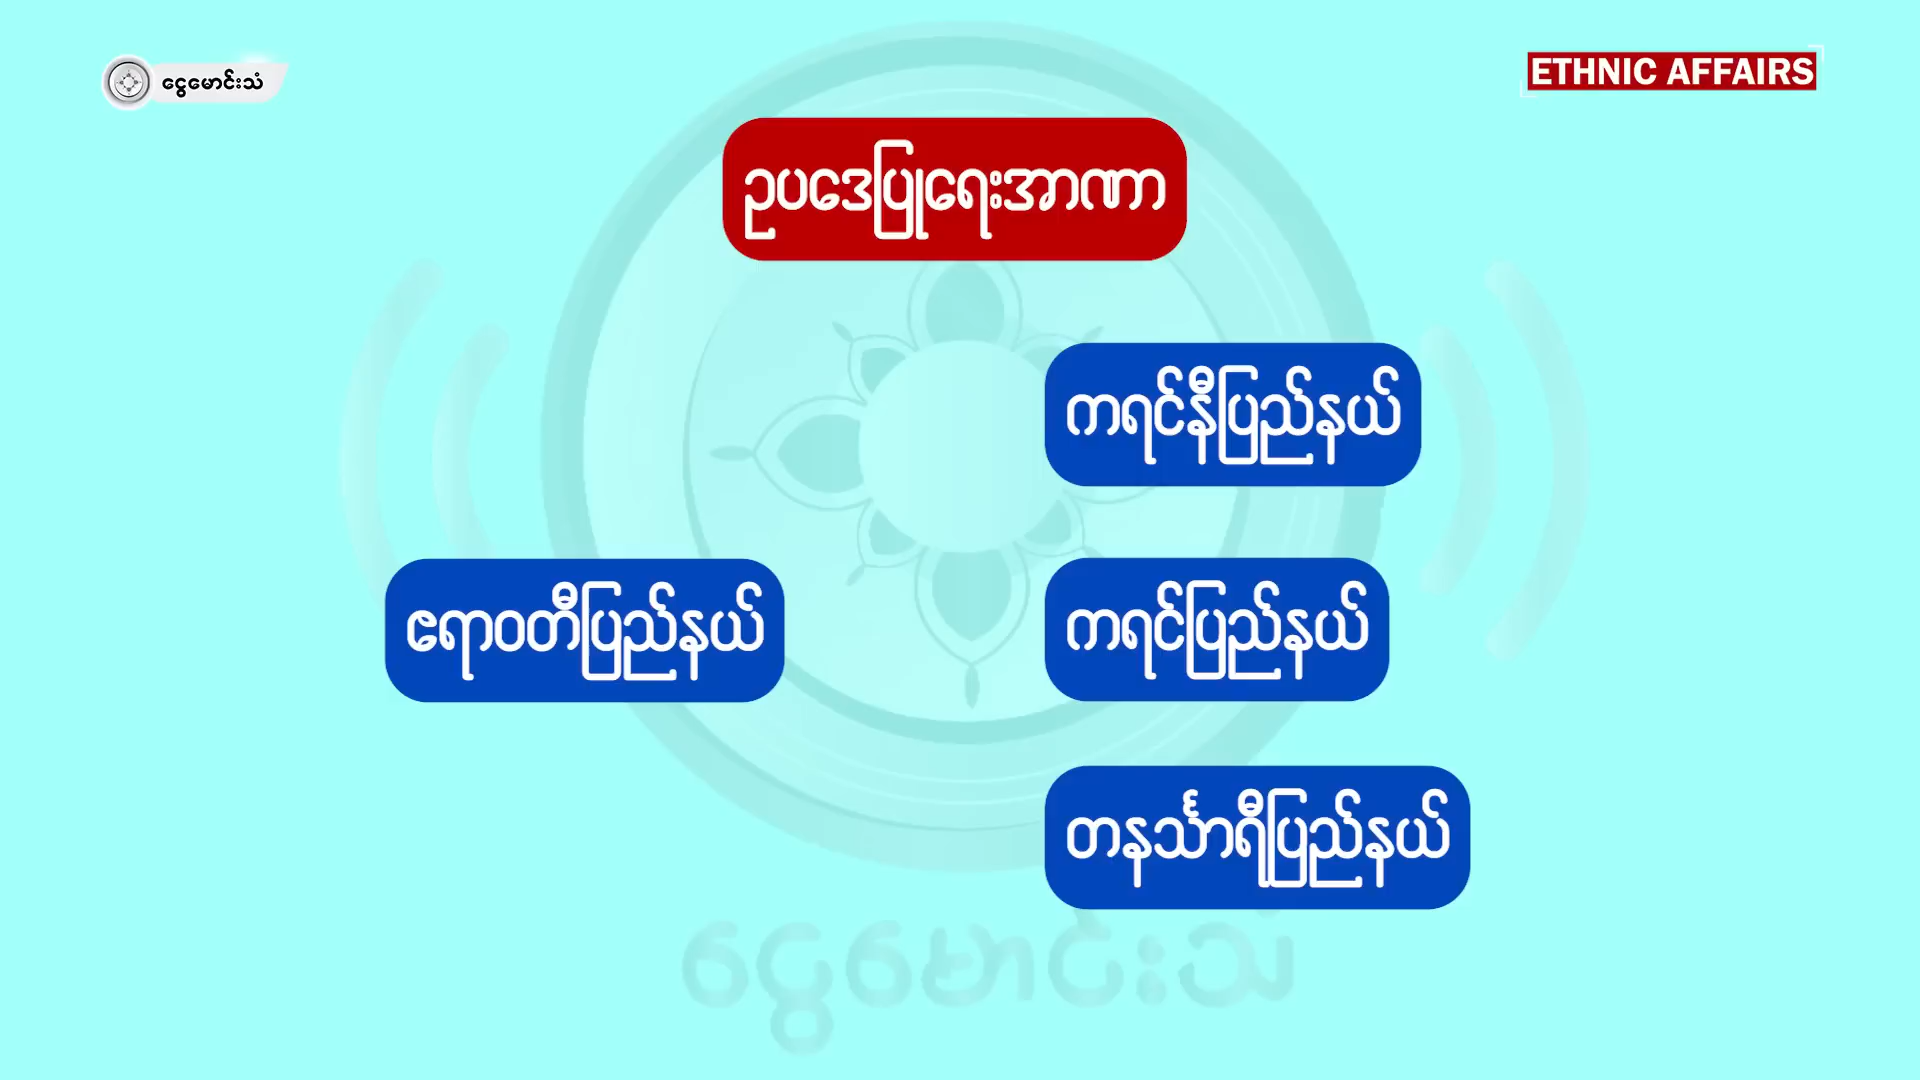 ငွေမောင်းသံ
ETHNIC AFFAIRS
ဥပဒေပြုရေးအာဏာ
ကရင်နီပြည်နယ်
ဧရာဝတီပြည်နယ်
ကရင်ပြည်နယ်
တနင်္သာရီပြည်နယ်
ငွေမောင်းသံ